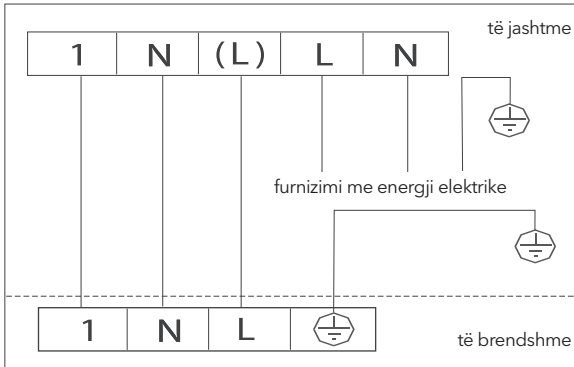 të jashtme
1 N (L) L N
furnizimi me energji elektrike
1 N L
të brendshme